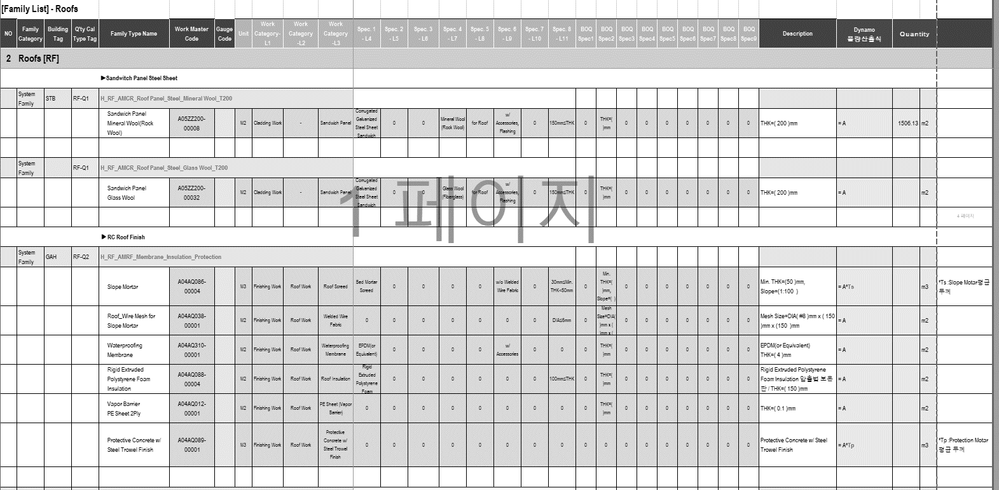 [Family List] - Roofs
NO Family Category Building Tag Q'ty Cal Type Tag Family Type Name Work Master Code Gauge Code Unit Work Category-L1 Work Category -L2 Work Category -L3 Spec. 1 - L4 Spec. 2 - L5 Spec. 3 - L6 Spec. 4 - L7 Spec. 5 - L8 Spec. 6 - L9 Spec. 7 - L10 Spec. 8 - L11 BOQ Spec1 BOQ Spec2 BOQ Spec3 BOQ Spec4 BOQ Spec5 BOQ Spec6 BOQ Spec7 BOQ Spec8 BOQ Spec9 Description Dynamo 물량산출식 Quantity
2 Roofs [RF]
▶Sandwitch Panel Steel Sheet
System Family STB RF-Q1 H_RF_AMCR_Roof Panel_Steel_Mineral Wool_T200
Sandwich Panel Mineral Wool(Rock Wool) A05ZZ200-00008 M2 Cladding Work - Sandwich Panel Corrugated Galvanized Steel Sheet Sandwich 0 0 Mineral Wool (Rock Wool) for Roof w/ Accessories, Flashing 0 150mm≤THK 0 THK=( )mm 0 0 0 0 0 0 0 THK=( 200 )mm = A 1506.13 m2
System Family RF-Q1 H_RF_AMCR_Roof Panel_Steel_Glass Wool_T200
Sandwich Panel Glass Wool A05ZZ200-00032 M2 Cladding Work - Sandwich Panel Corrugated Galvanized Steel Sheet Sandwich 0 0 Glass Wool (Fiberglass) for Roof w/ Accessories, Flashing 0 150mm≤THK 0 THK=( )mm 0 0 0 0 0 0 0 THK=( 200 )mm = A m2
1 페이지
4 페이지
▶ RC Roof Finish
System Family GAH RF-Q2 H_RF_AMRF_Membrane_Insulation_Protection
Slope Mortar A04AQ086-00004 M3 Finishing Work Roof Work Roof Screed Bed Mortar Screed 0 0 0 0 w/o Welded Wire Fabric 0 30mm≤Min. THK<50mm 0 Min. THK=( )mm, Slope=( ) 0 0 0 0 0 0 0 Min. THK=(50 )mm, Slope=(1:100 ) = A*Ts m3 *Ts :Slope Motar평균 두께
Roof_Wire Mesh for Slope Mortar A04AQ038-00001 M2 Finishing Work Roof Work Welded Wire Fabric 0 0 0 0 0 0 0 DIA≤6mm 0 Mesh Size=DIA( )mm x ( )mm x ( 0 0 0 0 0 0 0 Mesh Size=DIA( #8 )mm x ( 150 )mm x (150 )mm = A m2
Waterproofing Membrane A04AQ310-00001 M2 Finishing Work Roof Work Waterproofing Membrane EPDM(or Equivalent) 0 0 0 0 w/ Accessories 0 0 0 THK=( )mm 0 0 0 0 0 0 0 EPDM(or Equivalent) THK=( 4 )mm = A m2
Rigid Extruded Polystyrene Foam Insulation A04AQ088-00004 M2 Finishing Work Roof Work Roof Insulation Rigid Extruded Polystyrene Foam 0 0 0 0 0 0 100mm≤THK 0 THK=( )mm 0 0 0 0 0 0 0 Rigid Extruded Polystyrene Foam Insulation 압출법 보온판 / THK=( 150 )mm = A m2
Vapor Barrier PE Sheet 2Ply A04AQ012-00001 M2 Finishing Work Roof Work PE Sheet (Vapor Barrier) 0 0 0 0 0 0 0 0 0 THK=( )mm 0 0 0 0 0 0 0 THK=( 0.1 )mm = A m2
Protective Concrete w/ Steel Trowel Finish A04AQ089-00001 M3 Finishing Work Roof Work Protective Concrete w/ Steel Trowel Finish 0 0 0 0 0 0 0 0 0 0 0 0 0 0 0 0 0 Protective Concrete w/ Steel Trowel Finish = A*Tp m3 *Tp :Protection Motar 평균 두께